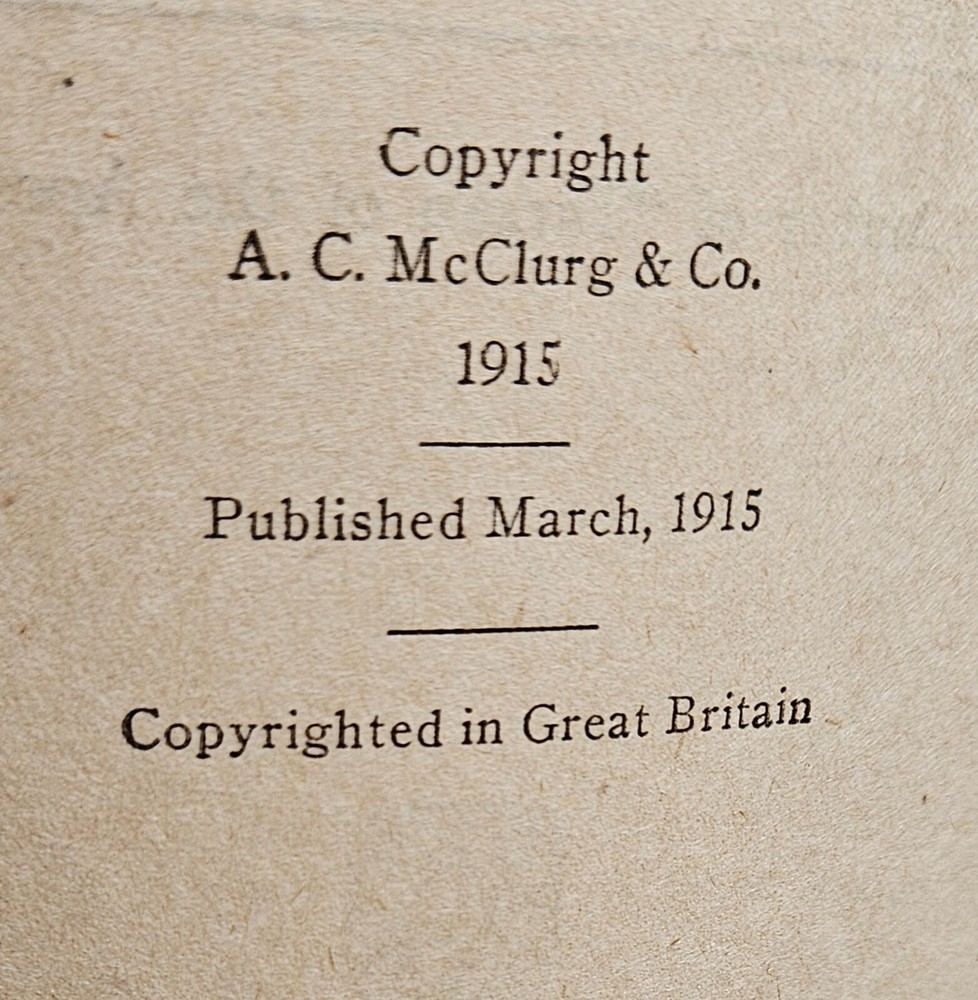 Copyright
A. C. McClurg & Co.
1915
Published March, 1915
Copyrighted in Great Britain